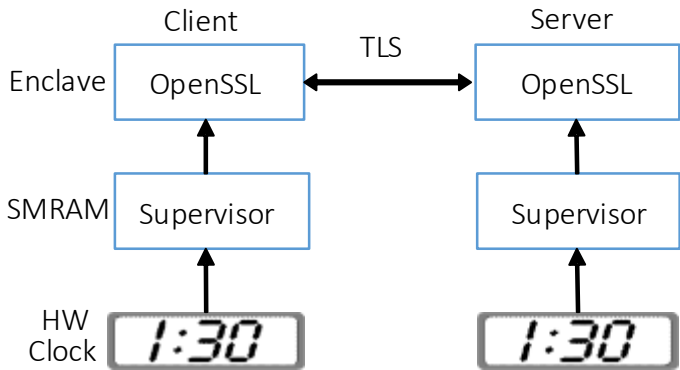 Client
Server
TLS
Enclave
OpenSSL
OpenSSL
SMRAM
Supervisor
Supervisor
HW
Clock
1:30
1:30